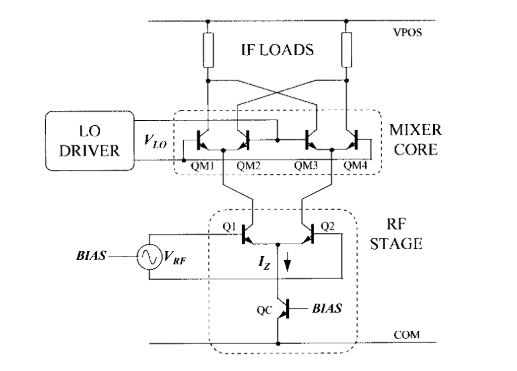 VPOS
IF LOADS
LO
DRIVER
V_LO
MIXER
CORE
QM1
QM2
QM3
QM4
Q1
Q2
RF
STAGE
BIAS
V_RF
I_Z
QC
BIAS
COM